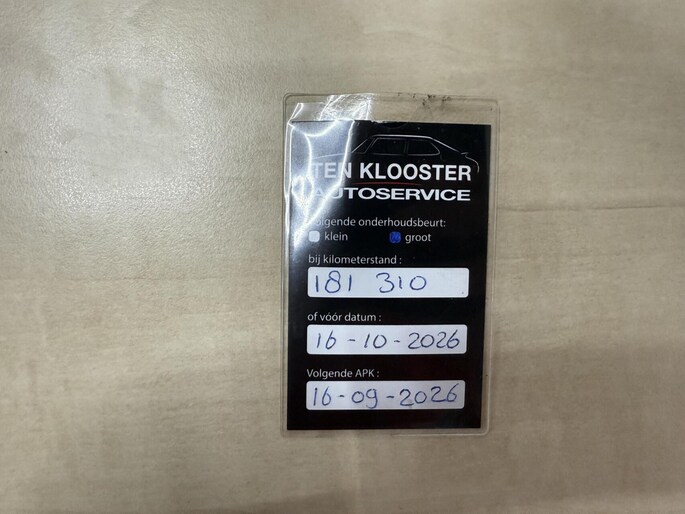 TEN KLOOSTER
AUTOSERVICE
volgende onderhoudsbeurt:
klein groot
bij kilometerstand :
181 310
of vóór datum :
16-10-2026
Volgende APK :
16-09-2026